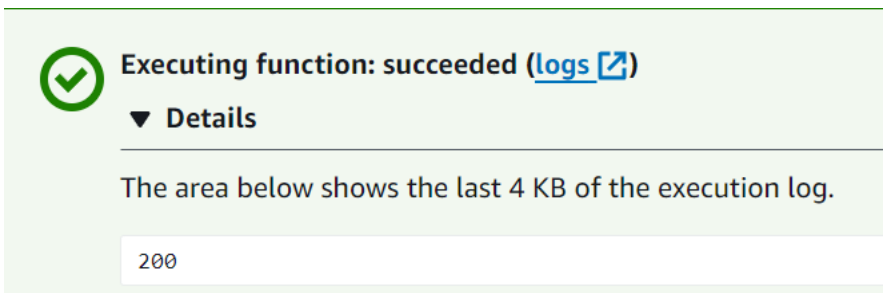 Executing function: succeeded (logs)
Details
The area below shows the last 4 KB of the execution log.
200